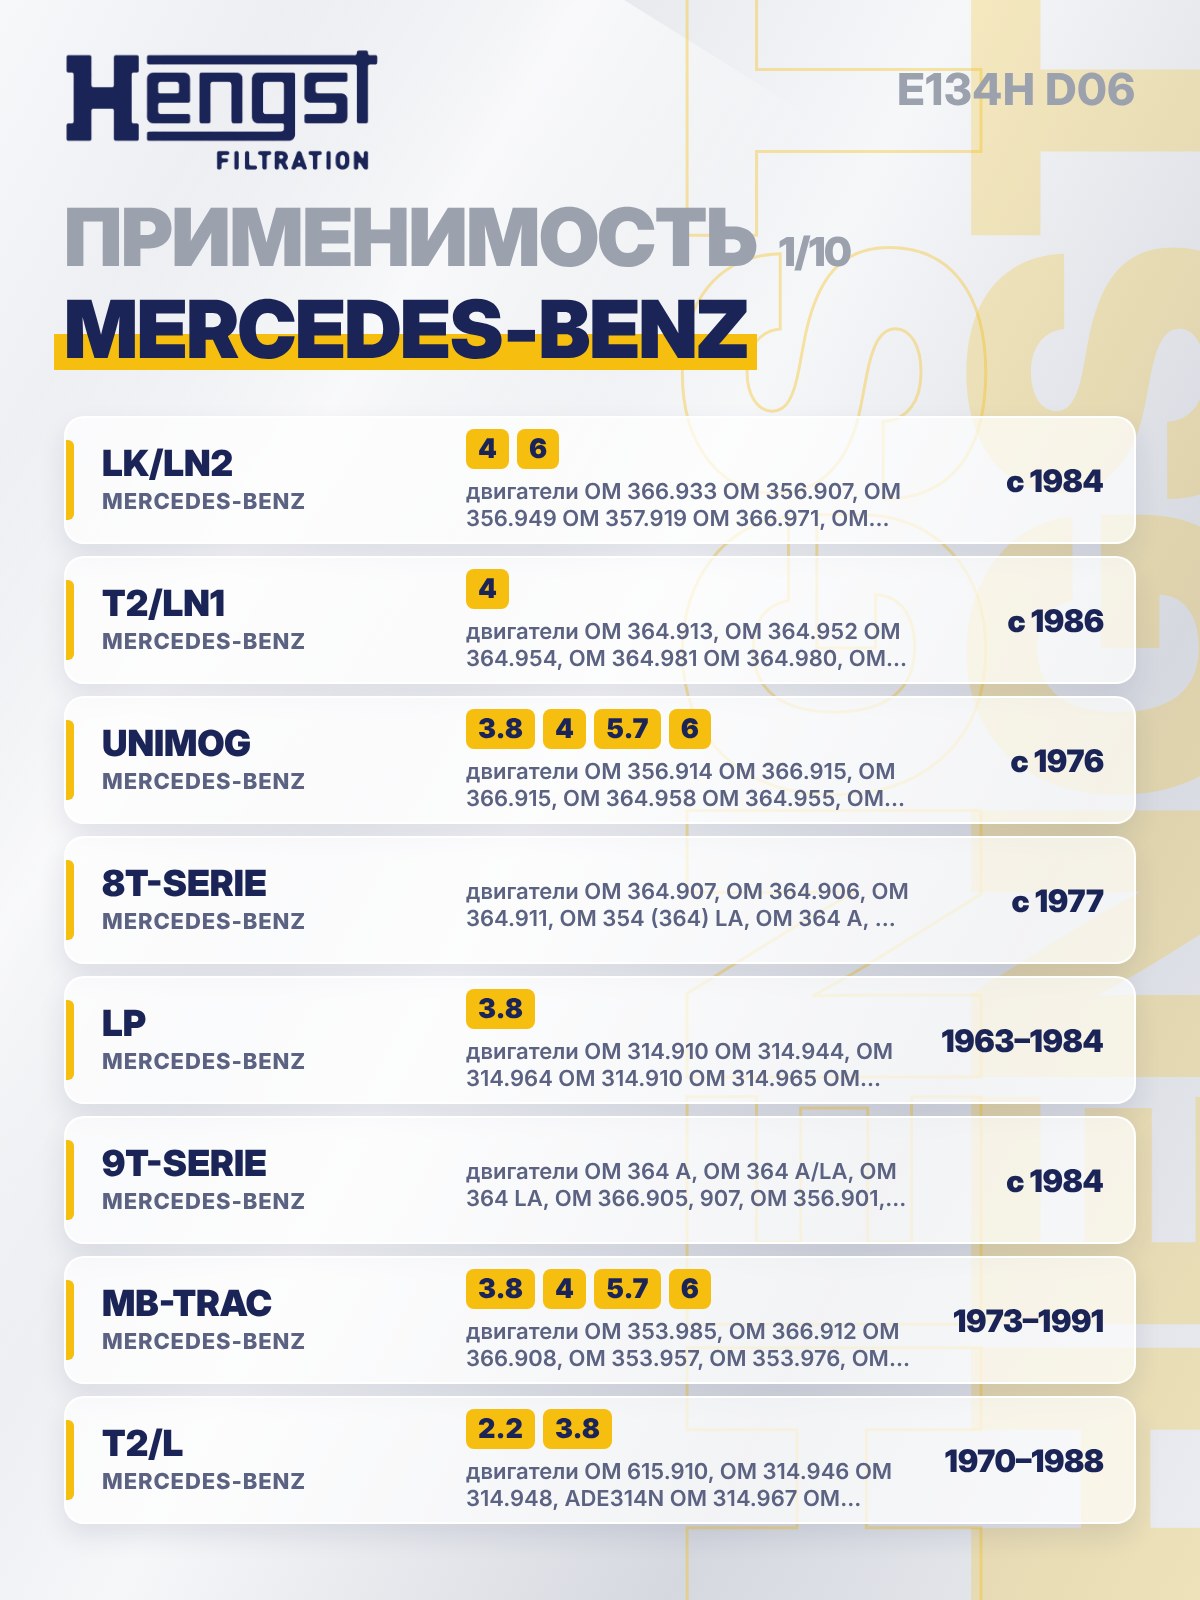 Hengst
FILTRATION
E134H D06
ПРИМЕНИМОСТЬ 1/10
MERCEDES-BENZ
LK/LN2
MERCEDES-BENZ
4 6
двигатели OM 366.933 OM 356.907, OM
356.949 OM 357.919 OM 366.971, OM...
с 1984
T2/LN1
MERCEDES-BENZ
4
двигатели OM 364.913, OM 364.952 OM
364.954, OM 364.981 OM 364.980, OM...
с 1986
UNIMOG
MERCEDES-BENZ
3.8 4 5.7 6
двигатели OM 356.914 OM 366.915, OM
366.915, OM 364.958 OM 364.955, OM...
с 1976
8T-SERIE
MERCEDES-BENZ
двигатели OM 364.907, OM 364.906, OM
364.911, OM 354 (364) LA, OM 364 A, ...
с 1977
LP
MERCEDES-BENZ
3.8
двигатели OM 314.910 OM 314.944, OM
314.964 OM 314.910 OM 314.965 OM...
1963–1984
9T-SERIE
MERCEDES-BENZ
двигатели OM 364 A, OM 364 A/LA, OM
364 LA, OM 366.905, 907, OM 356.901,...
с 1984
MB-TRAC
MERCEDES-BENZ
3.8 4 5.7 6
двигатели OM 353.985, OM 366.912 OM
366.908, OM 353.957, OM 353.976, OM...
1973–1991
T2/L
MERCEDES-BENZ
2.2 3.8
двигатели OM 615.910, OM 314.946 OM
314.948, ADE314N OM 314.967 OM...
1970–1988